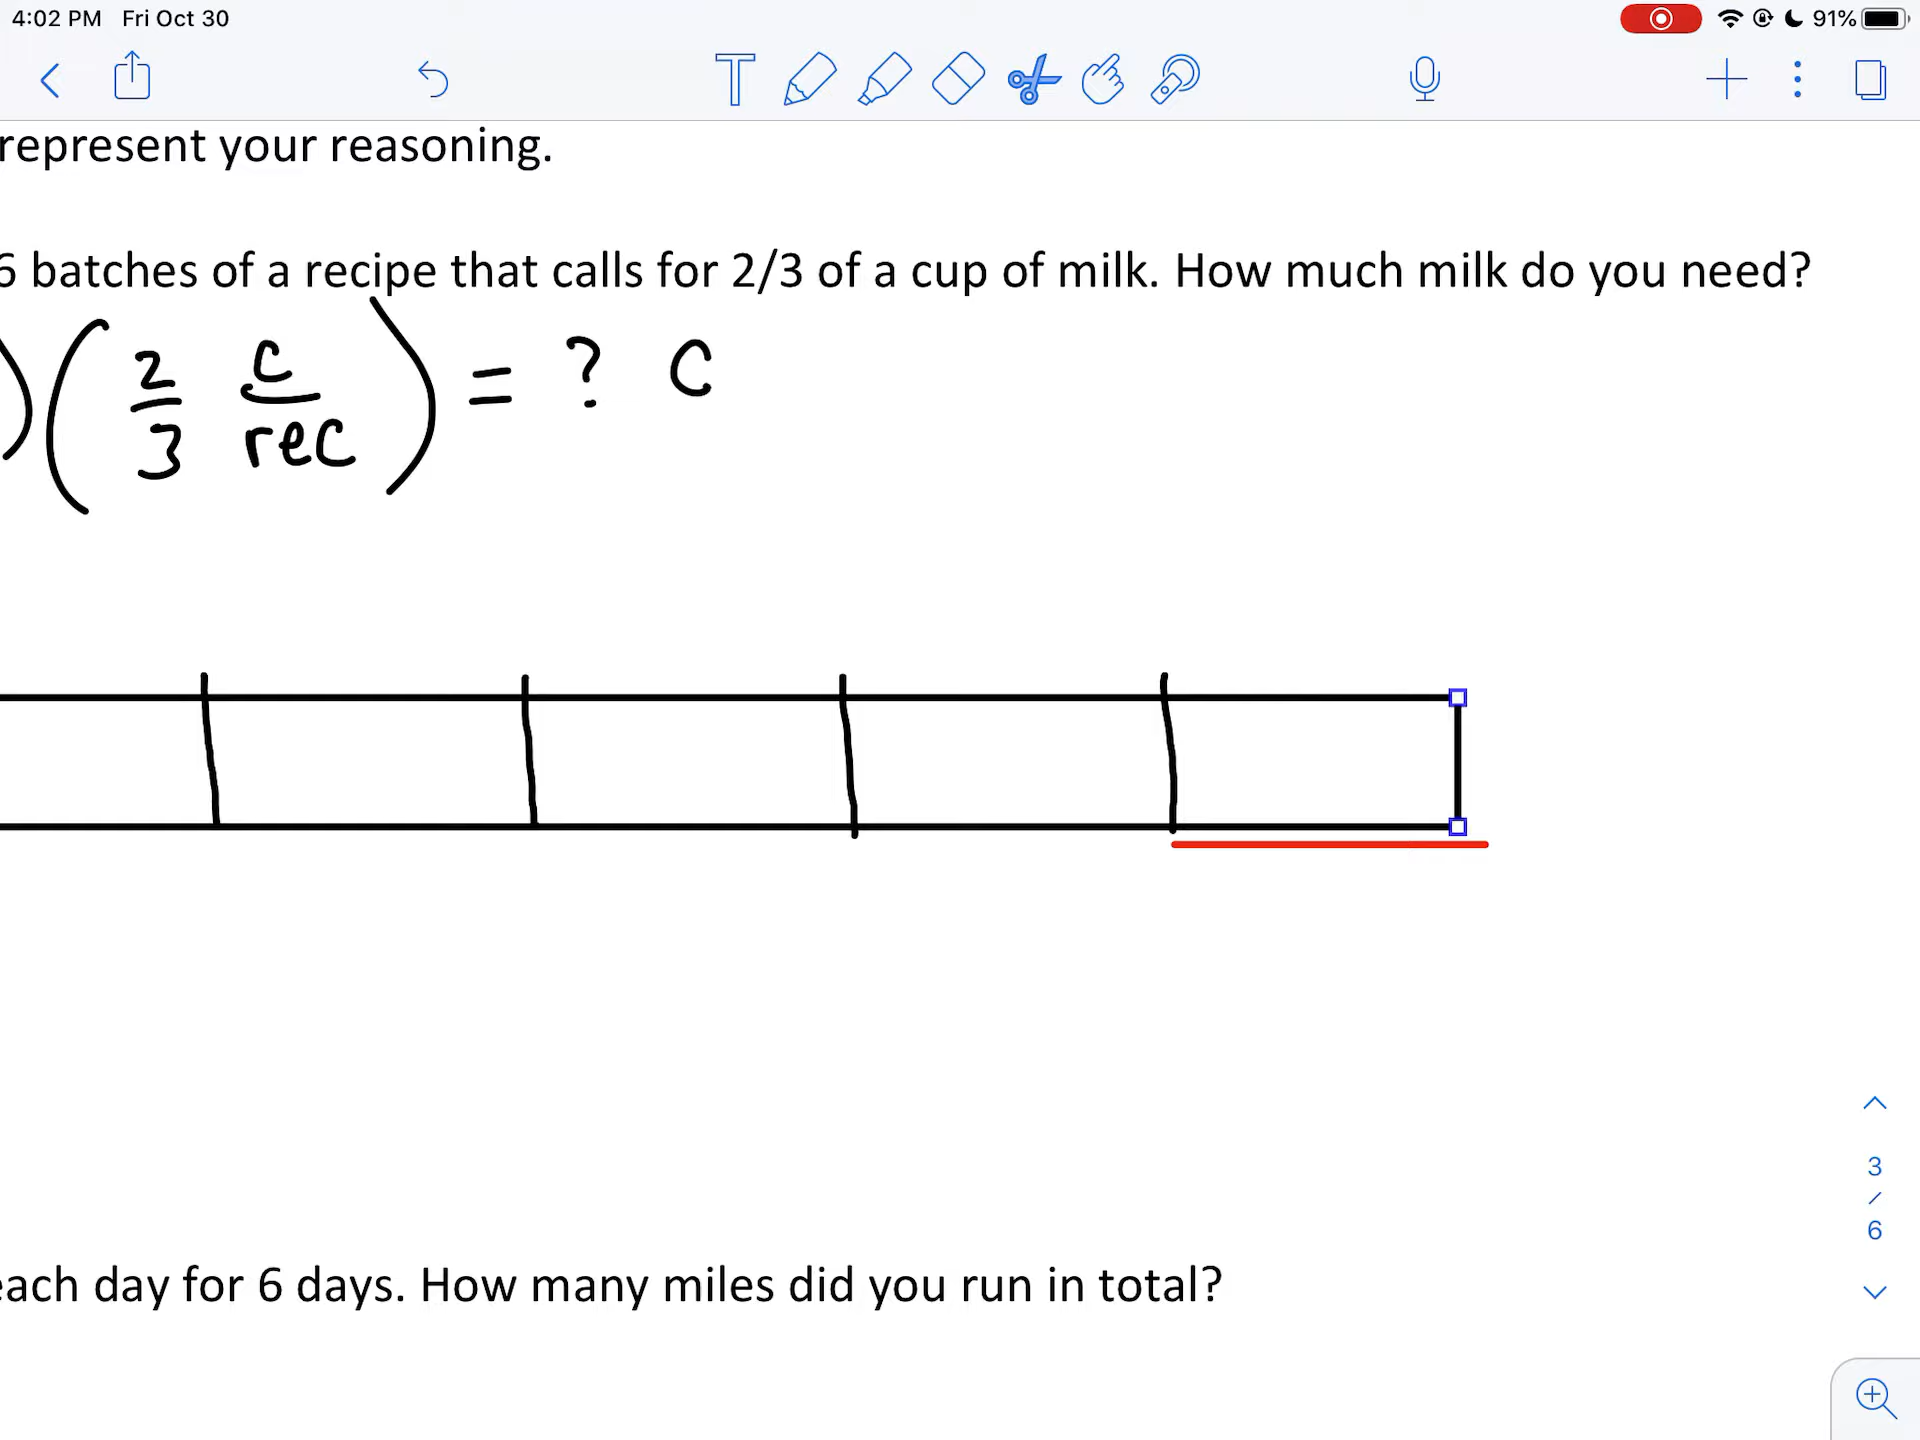 4:02 PM Fri Oct 30 91%
T
represent your reasoning.
6 batches of a recipe that calls for 2/3 of a cup of milk. How much milk do you need?
) ( 2/3 c/rec ) = ? C
each day for 6 days. How many miles did you run in total?
3
/
6